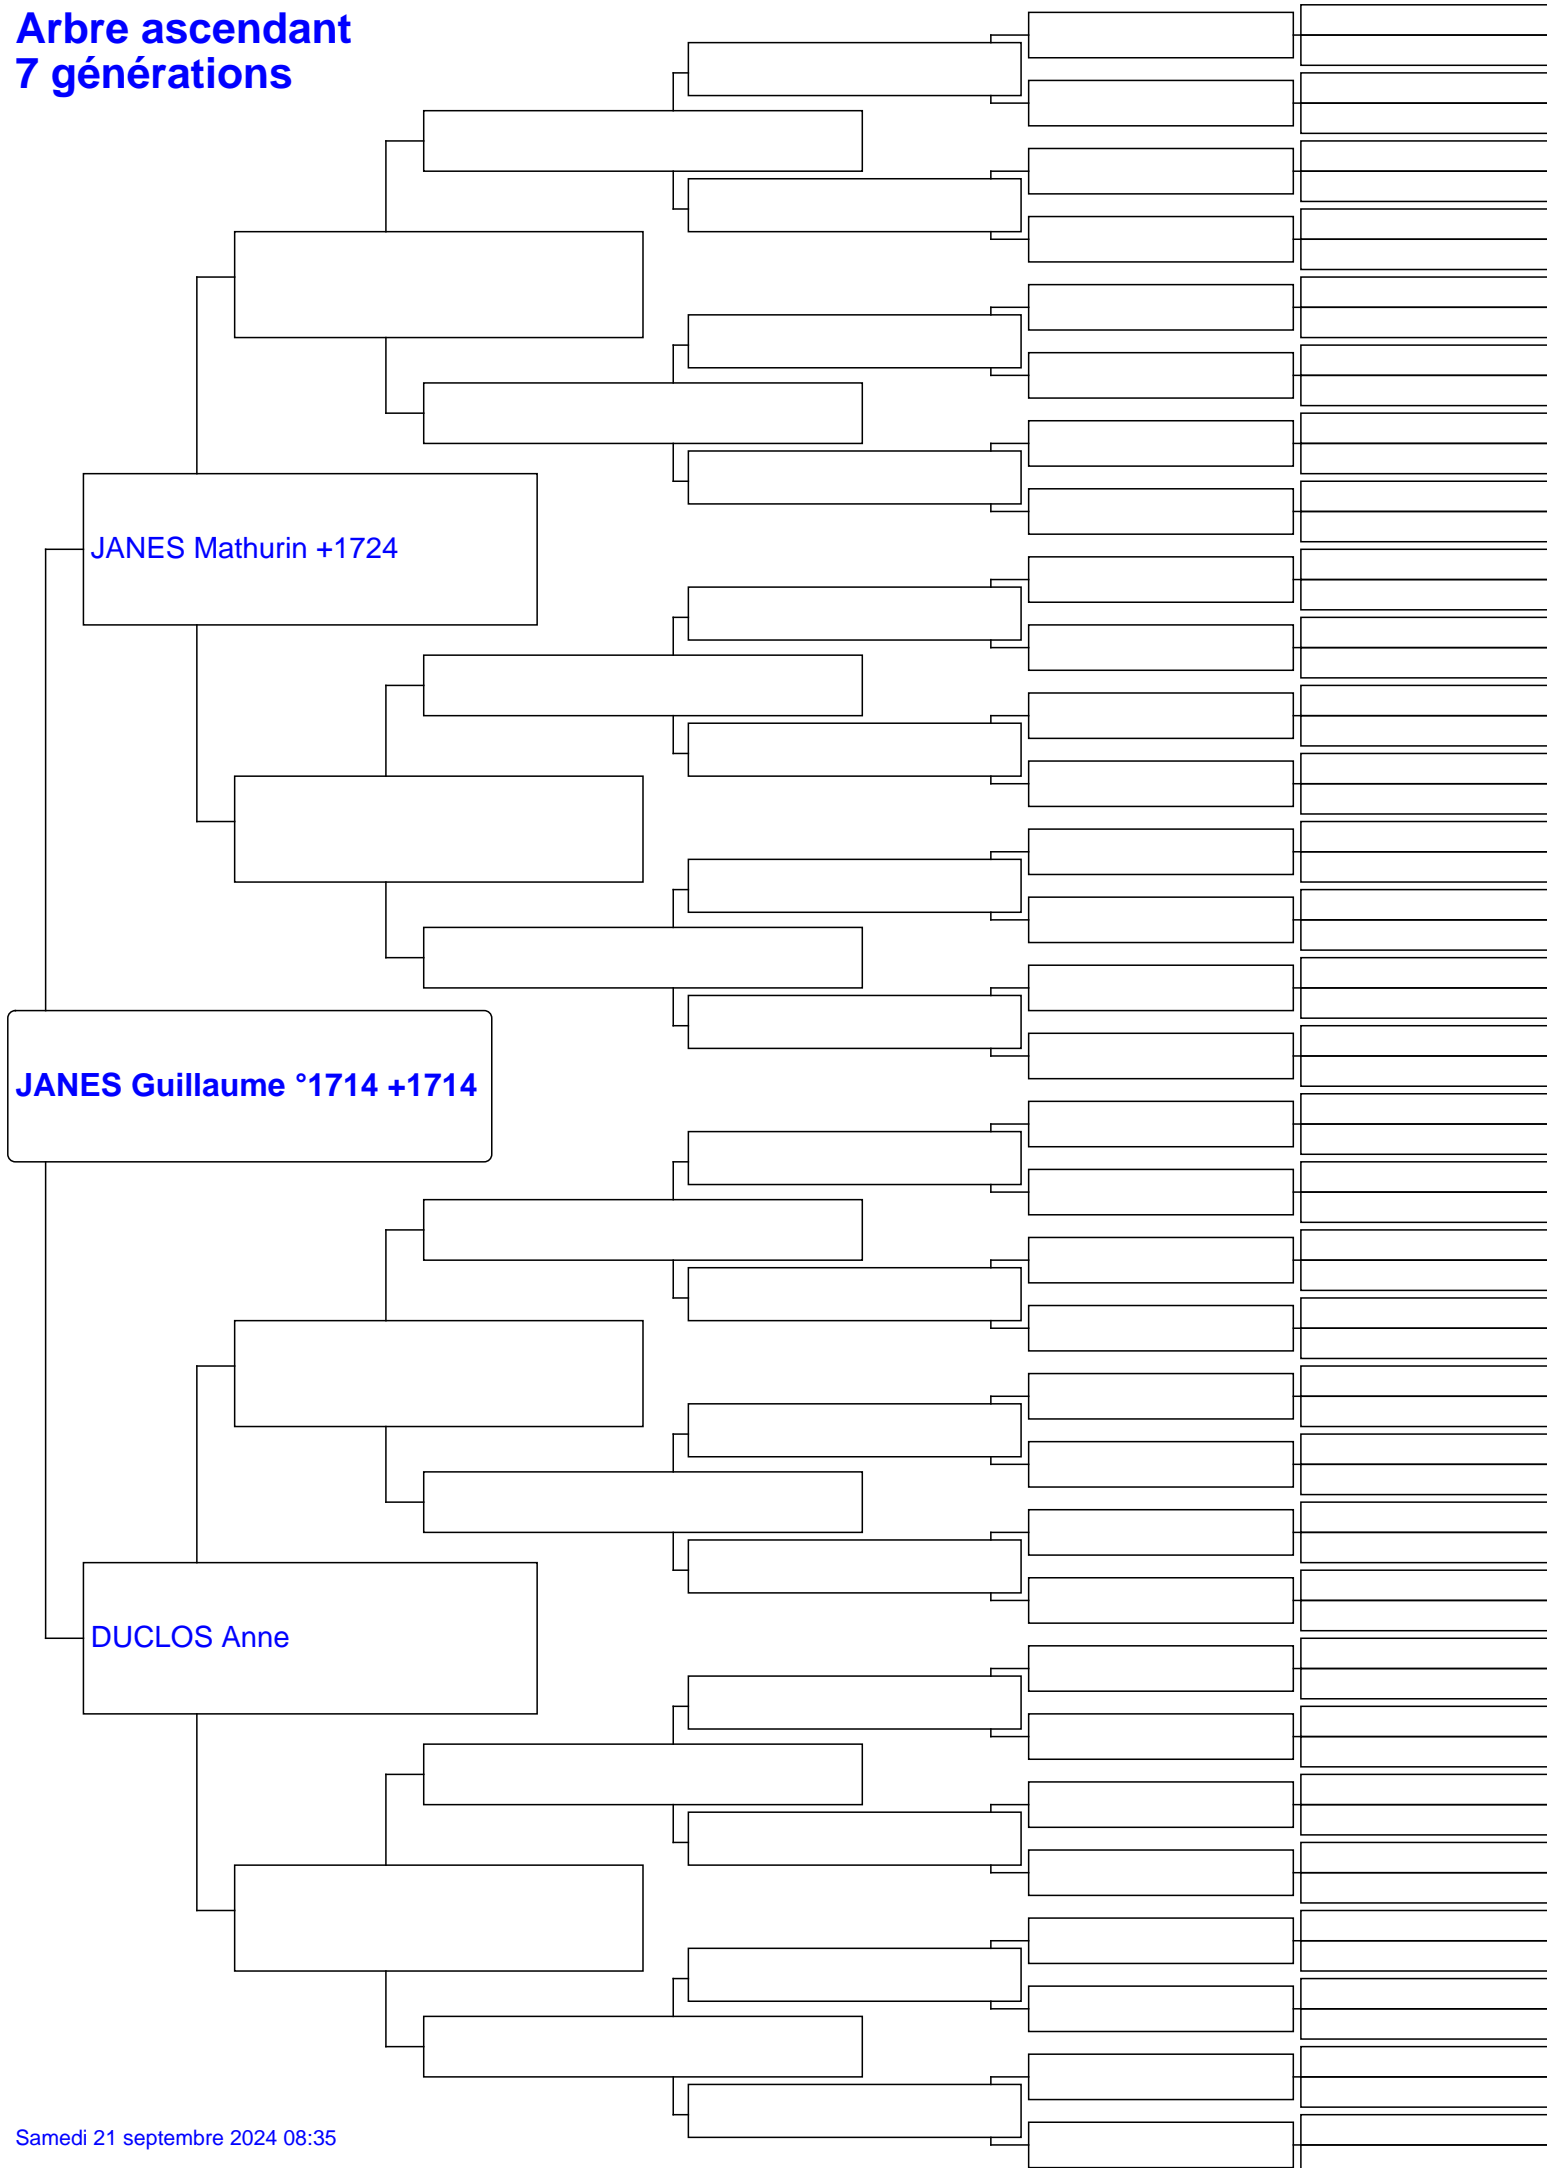 Arbre ascendant
7 générations
JANES Mathurin +1724
JANES Guillaume °1714 +1714
DUCLOS Anne
Samedi 21 septembre 2024 08:35